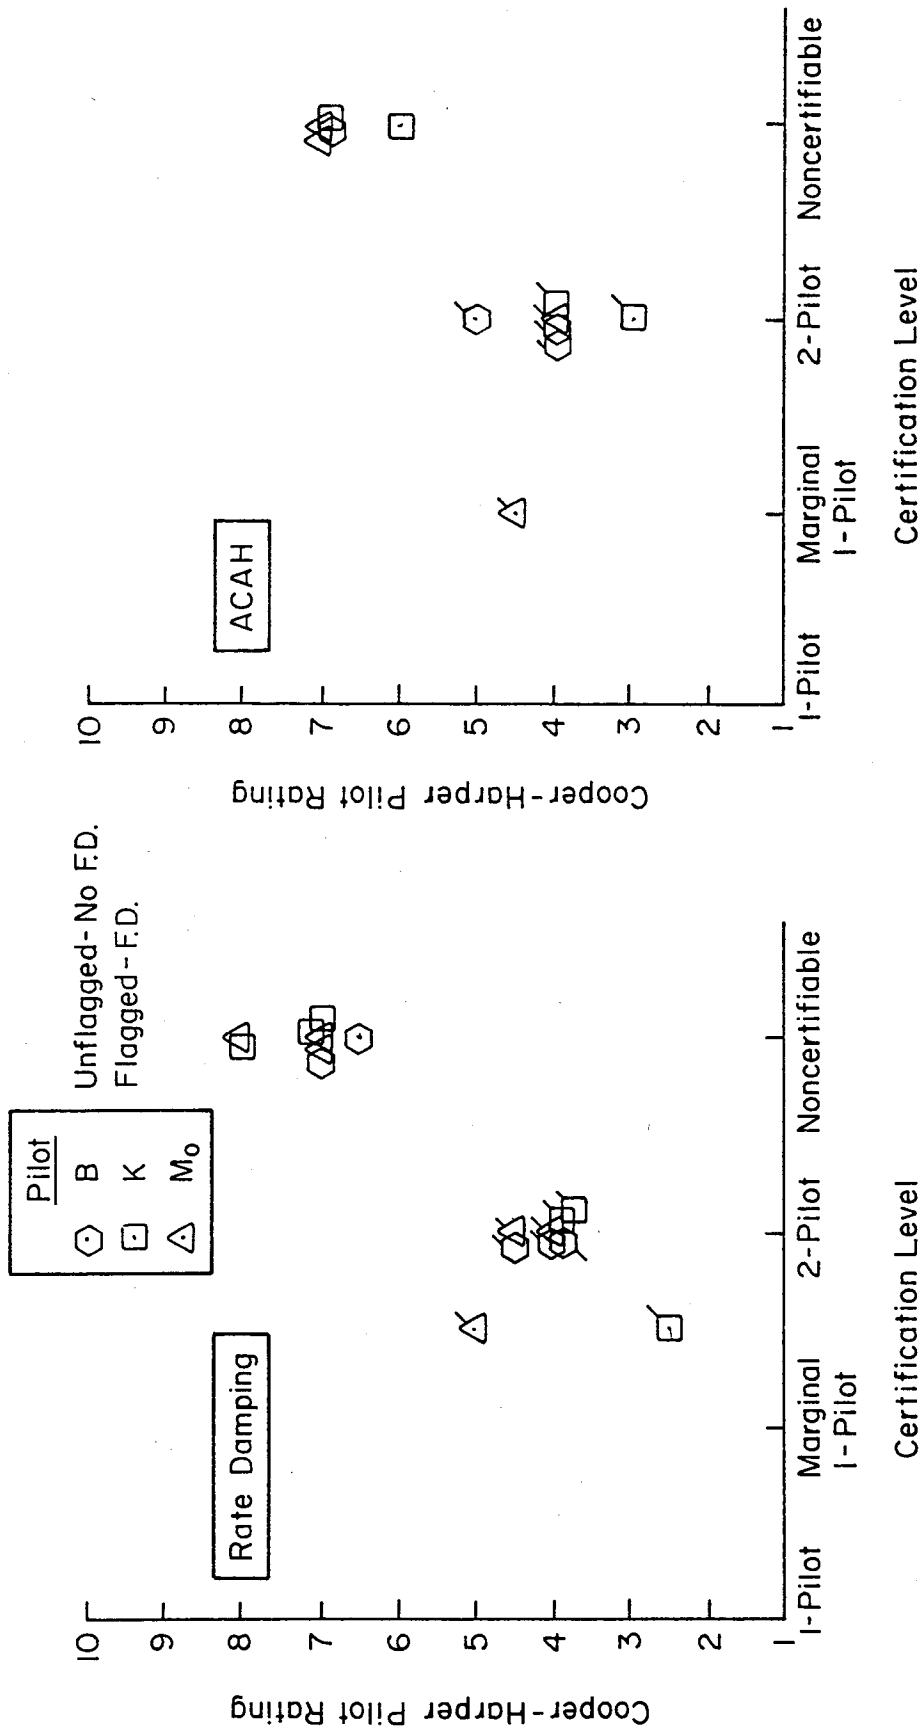 Pilot
B
K
Mo
Unflagged - No F.D.
Flagged - F.D.
Rate Damping
Cooper-Harper Pilot Rating
10
9
8
7
6
5
4
3
2
1
1-Pilot
Marginal
1-Pilot
2-Pilot
Noncertifiable
Certification Level
ACAH
Cooper-Harper Pilot Rating
10
9
8
7
6
5
4
3
2
1
1-Pilot
Marginal
1-Pilot
2-Pilot
Noncertifiable
Certification Level